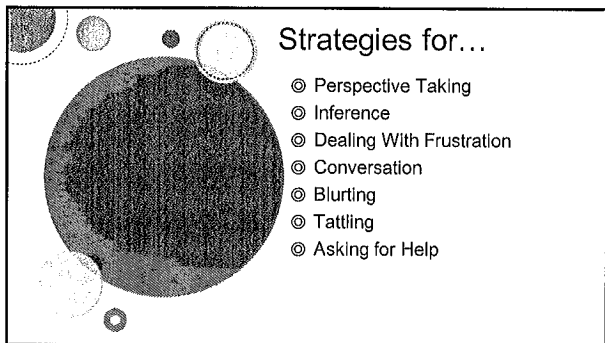 Strategies for...
◎ Perspective Taking
◎ Inference
◎ Dealing With Frustration
◎ Conversation
◎ Blurting
◎ Tattling
◎ Asking for Help